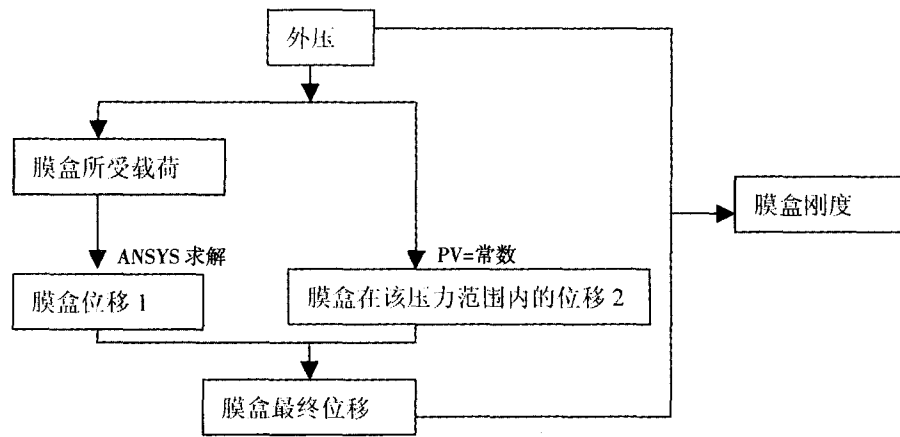 外压
膜盒所受载荷
膜盒刚度
ANSYS 求解
PV=常数
膜盒位移 1
膜盒在该压力范围内的位移 2
膜盒最终位移